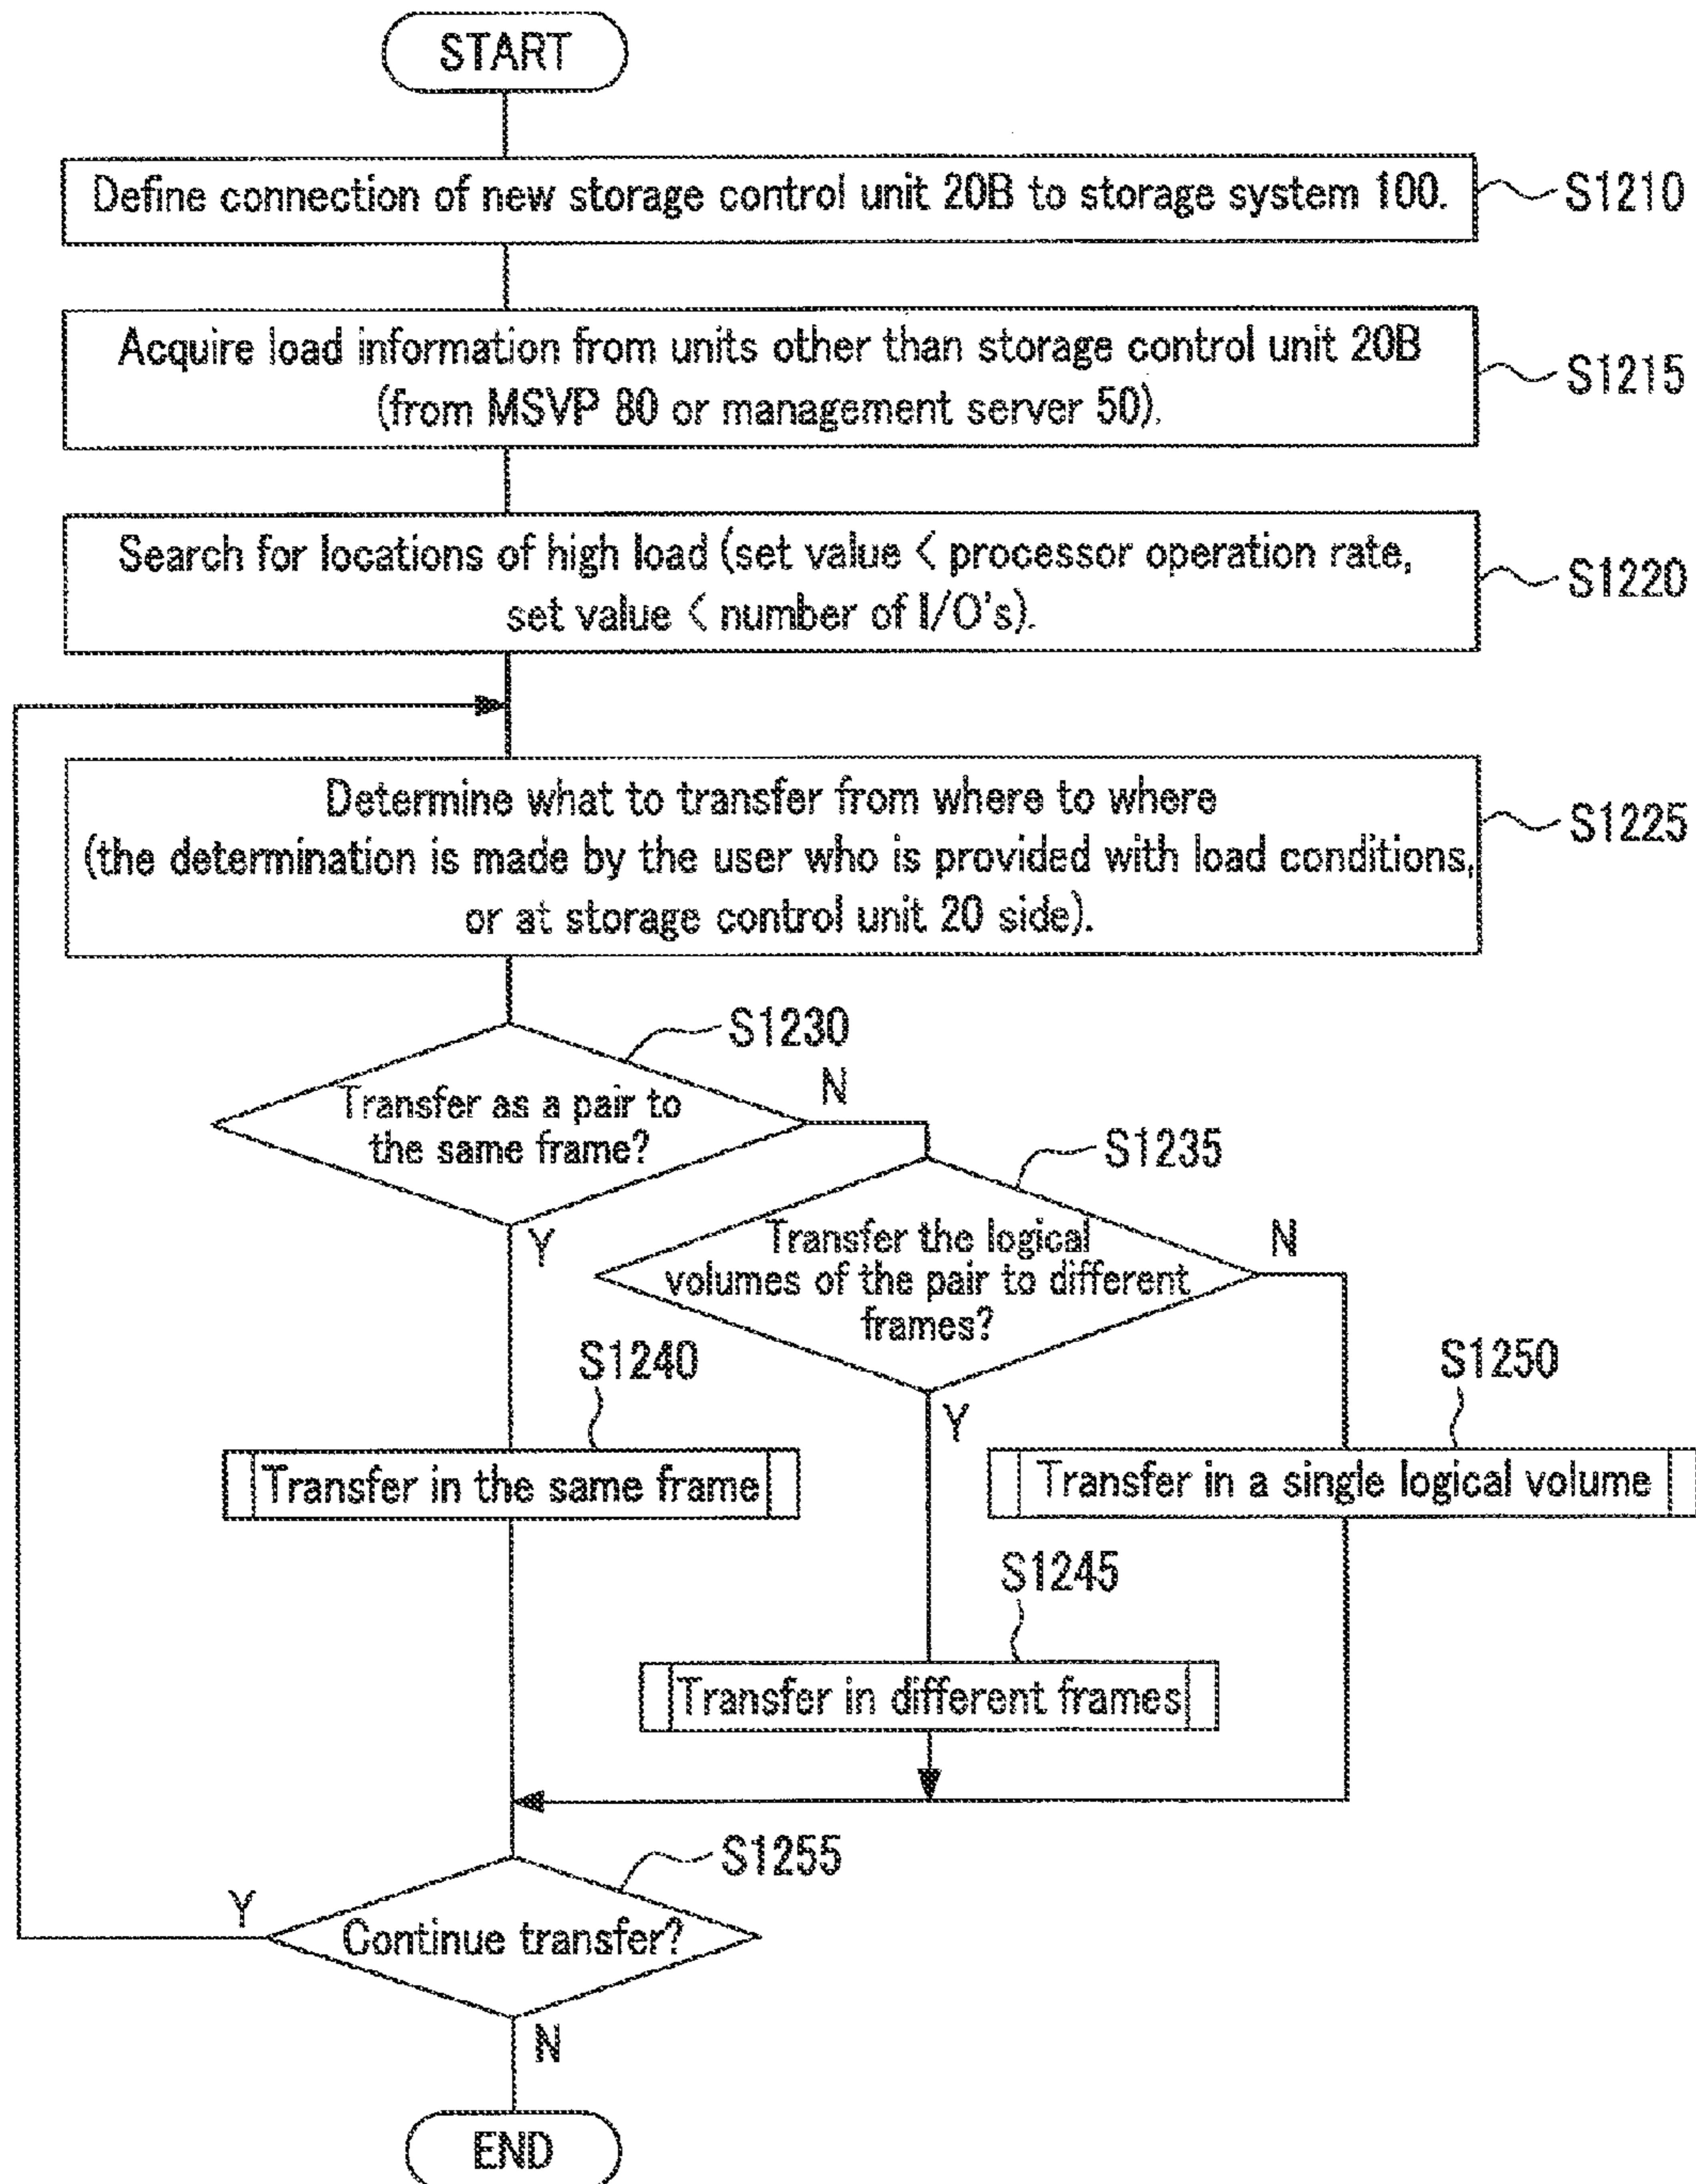 START
Define connection of new storage control unit 20B to storage system 100.
S1210
Acquire load information from units other than storage control unit 20B
(from MSVP 80 or management server 50).
S1215
Search for locations of high load (set value < processor operation rate,
set value < number of I/O's).
S1220
Determine what to transfer from where to where
(the determination is made by the user who is provided with load conditions,
or at storage control unit 20 side).
S1225
S1230
Transfer as a pair to
the same frame?
N
Y
S1235
Transfer the logical
volumes of the pair to different
frames?
N
Y
S1240
Transfer in the same frame
S1250
Transfer in a single logical volume
S1245
Transfer in different frames
S1255
Continue transfer?
Y
N
END